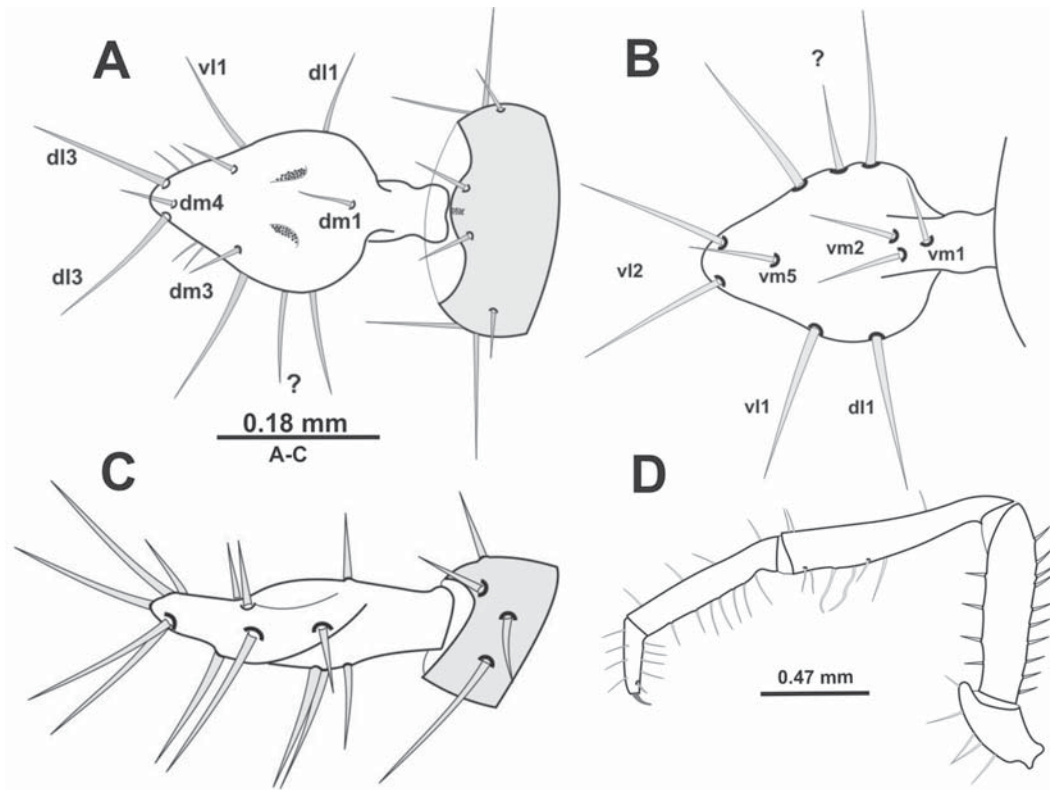 A
vl1
dl1
dl3
dm4
dm1
dl3
dm3
?
0.18 mm
A-C
B
?
vm2
vm1
vl2
vm5
vl1
dl1
C
D
0.47 mm